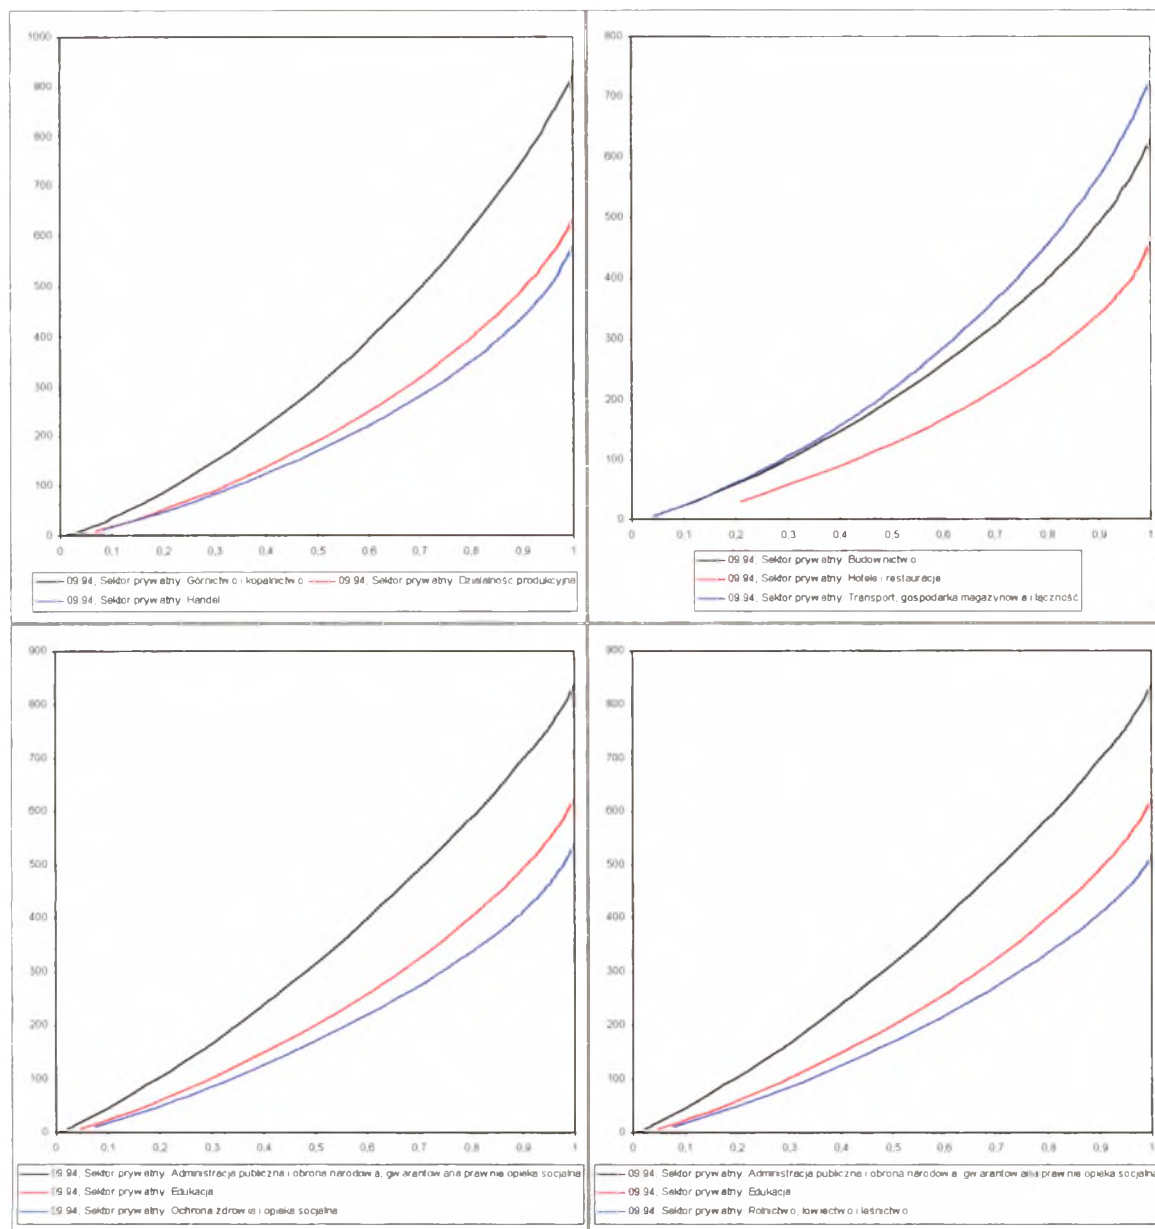 1000
900
800
700
600
500
400
300
200
100
0
0 0,1 0,2 0,3 0,4 0,5 0,6 0,7 0,8 0,9 1
09.94, Sektor prywatny Górnictwo i kopalnictwo 09.94, Sektor prywatny Działalność produkcyjna
09.94, Sektor prywatny Handel
800
700
600
500
400
300
200
100
0
0 0,1 0,2 0,3 0,4 0,5 0,6 0,7 0,8 0,9 1
09.94, Sektor prywatny Budownictwo
09.94, Sektor prywatny Hotele i restauracje
09.94, Sektor prywatny Transport, gospodarka magazynowa i łączność
900
800
700
600
500
400
300
200
100
0
0 0,1 0,2 0,3 0,4 0,5 0,6 0,7 0,8 0,9 1
09.94, Sektor prywatny Administracja publiczna i obrona narodowa, gwarantowana prawnie opieka socjalna
09.94, Sektor prywatny Edukacja
09.94, Sektor prywatny Ochrona zdrowia i opieka socjalna
900
800
700
600
500
400
300
200
100
0
0 0,1 0,2 0,3 0,4 0,5 0,6 0,7 0,8 0,9 1
09.94, Sektor prywatny Administracja publiczna i obrona narodowa, gwarantowana prawnie opieka socjalna
09.94, Sektor prywatny Edukacja
09.94, Sektor prywatny Rolnictwo, łowiectwo i leśnictwo